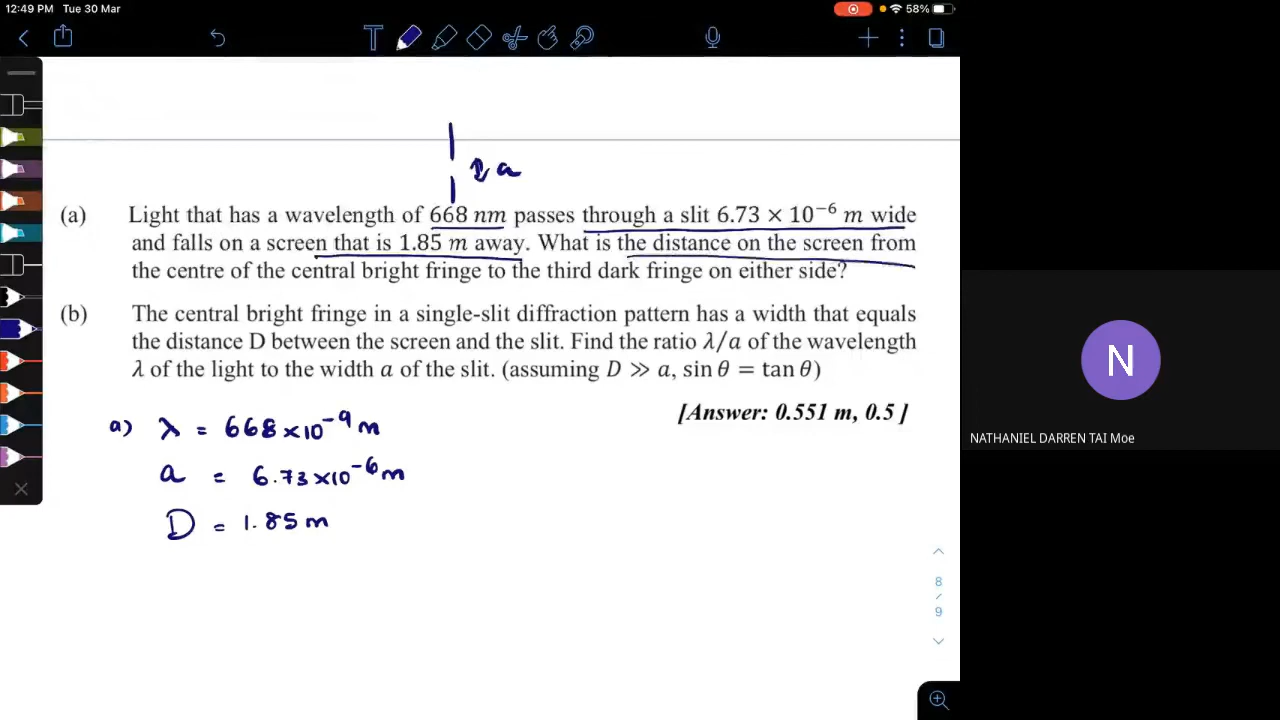 12:49 PM Tue 30 Mar
58%
a
(a) Light that has a wavelength of 668 nm passes through a slit 6.73 × 10⁻⁶ m wide
and falls on a screen that is 1.85 m away. What is the distance on the screen from
the centre of the central bright fringe to the third dark fringe on either side?
(b) The central bright fringe in a single-slit diffraction pattern has a width that equals
the distance D between the screen and the slit. Find the ratio λ/a of the wavelength
λ of the light to the width a of the slit. (assuming D ≫ a, sin θ = tan θ)
[Answer: 0.551 m, 0.5 ]
a) λ = 668×10⁻⁹ m
a = 6.73×10⁻⁶ m
D = 1.85 m
8
/
9
N
NATHANIEL DARREN TAI Moe